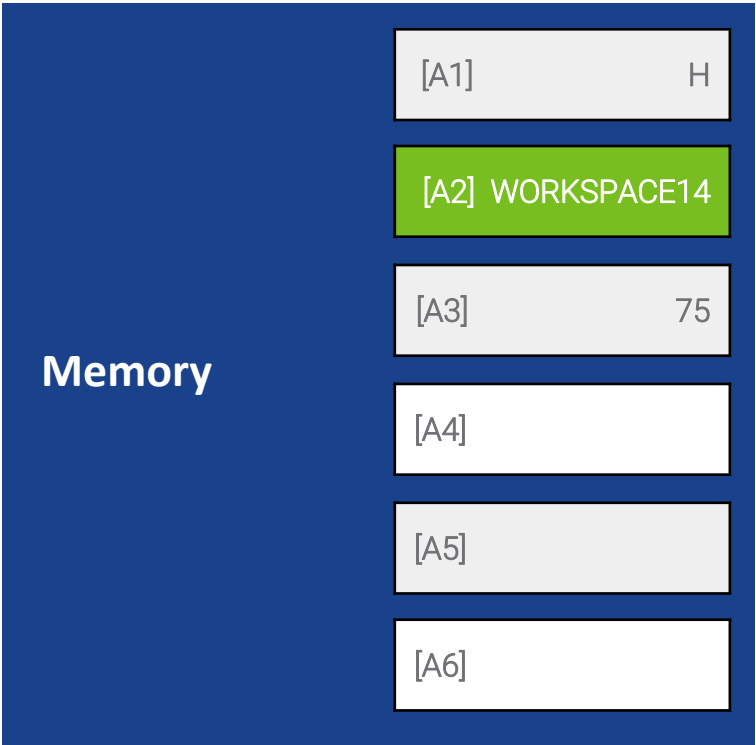 [A1] H
[A2] WORKSPACE14
[A3] 75
Memory
[A4]
[A5]
[A6]